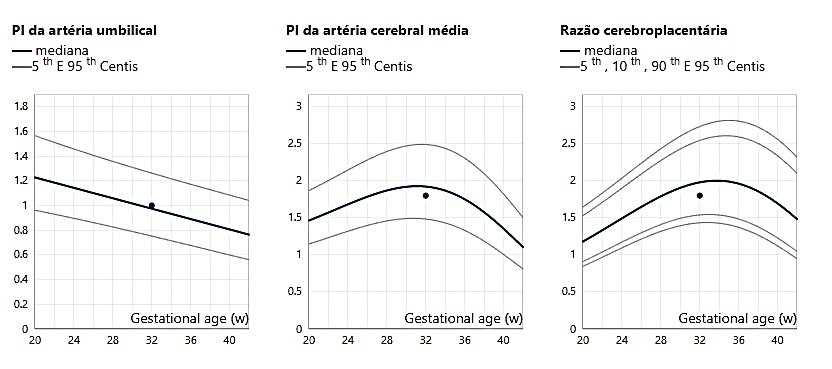 PI da artéria umbilical
mediana
5 th E 95 th Centis
1.8
1.6
1.4
1.2
1
0.8
0.6
0.4
0.2
0
Gestational age (w)
20 24 28 32 36 40
PI da artéria cerebral média
mediana
5 th E 95 th Centis
3
2.5
2
1.5
1
0.5
0
Gestational age (w)
20 24 28 32 36 40
Razão cerebroplacentária
mediana
5 th , 10 th , 90 th E 95 th Centis
3
2.5
2
1.5
1
0.5
0
Gestational age (w)
20 24 28 32 36 40